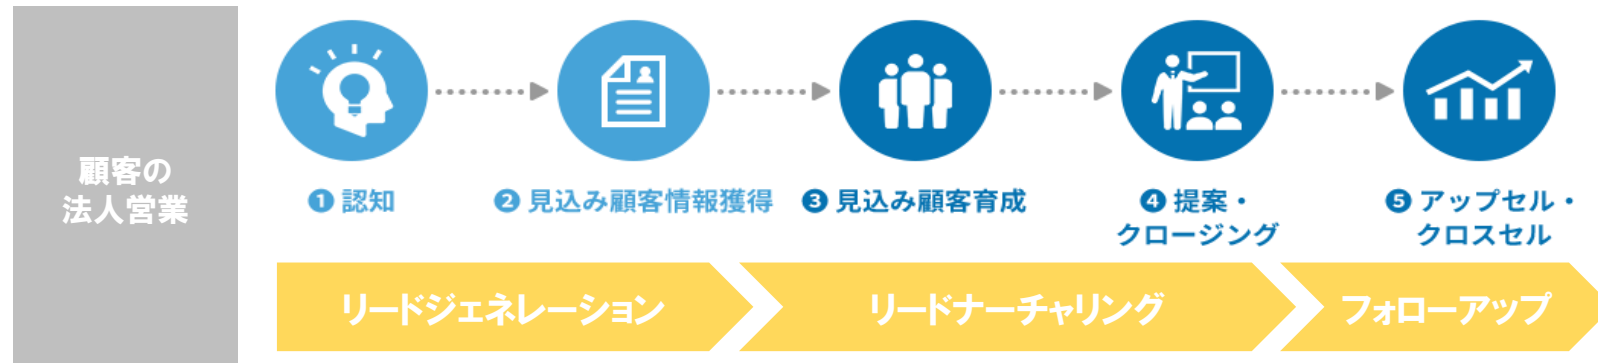 顧客の
法人営業
❶ 認知
❷ 見込み顧客情報獲得
❸ 見込み顧客育成
❹ 提案・
クロージング
❺ アップセル・
クロスセル
リードジェネレーション
リードナーチャリング
フォローアップ